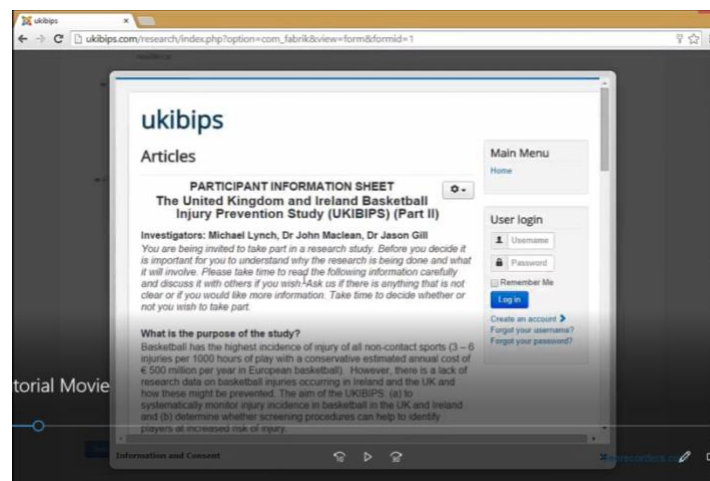 ukibips
ukibips.com/research/index.php?option=com_fabrik&view=form&formid=1
ukibips
Articles
PARTICIPANT INFORMATION SHEET
The United Kingdom and Ireland Basketball
Injury Prevention Study (UKIBIPS) (Part II)
Investigators: Michael Lynch, Dr John Maclean, Dr Jason Gill
You are being invited to take part in a research study. Before you decide it
is important for you to understand why the research is being done and what
it will involve. Please take time to read the following information carefully
and discuss it with others if you wish. Ask us if there is anything that is not
clear or if you would like more information. Take time to decide whether or
not you wish to take part.
What is the purpose of the study?
Basketball has the highest incidence of injury of all non-contact sports (3 – 6
injuries per 1000 hours of play with a conservative estimated annual cost of
€ 500 million per year in European basketball). However, there is a lack of
research data on basketball injuries occurring in Ireland and the UK and
how these might be prevented. The aim of the UKIBIPS: (a) to
systematically monitor injury incidence in basketball in the UK and Ireland
and (b) determine whether screening procedures can help to identify
players at increased risk of injury.
Main Menu
Home
User login
Username
Password
Remember Me
Log in
Create an account
Forgot your username?
Forgot your password?
torial Movie
Information and Consent